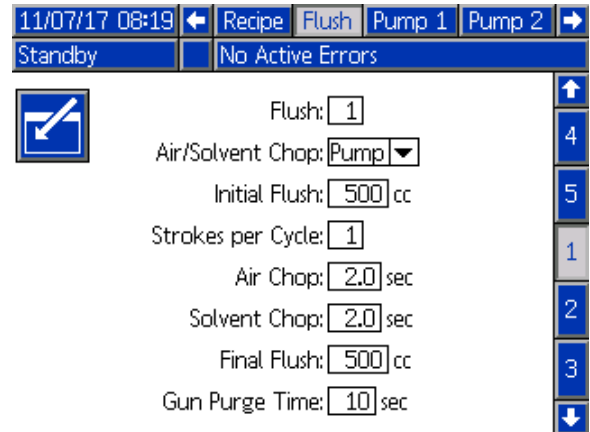 11/07/17 08:19 Recipe Flush Pump 1 Pump 2
Standby No Active Errors
Flush: 1
4
Air/Solvent Chop: Pump
Initial Flush: 500 cc
5
Strokes per Cycle: 1
1
Air Chop: 2.0 sec
Solvent Chop: 2.0 sec
2
Final Flush: 500 cc
3
Gun Purge Time: 10 sec